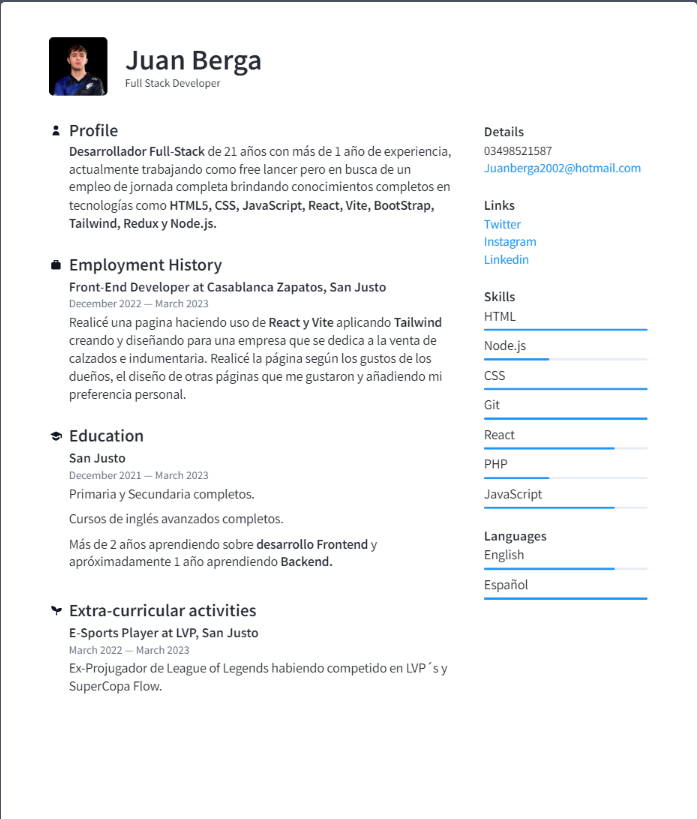 Juan Berga
Full Stack Developer
Profile
Desarrollador Full-Stack de 21 años con más de 1 año de experiencia,
actualmente trabajando como free lancer pero en busca de un
empleo de jornada completa brindando conocimientos completos en
tecnologías como HTML5, CSS, JavaScript, React, Vite, BootStrap,
Tailwind, Redux y Node.js.
Employment History
Front-End Developer at Casablanca Zapatos, San Justo
December 2022 — March 2023
Realicé una pagina haciendo uso de React y Vite aplicando Tailwind
creando y diseñando para una empresa que se dedica a la venta de
calzados e indumentaria. Realicé la página según los gustos de los
dueños, el diseño de otras páginas que me gustaron y añadiendo mi
preferencia personal.
Education
San Justo
December 2021 — March 2023
Primaria y Secundaria completos.
Cursos de inglés avanzados completos.
Más de 2 años aprendiendo sobre desarrollo Frontend y
apróximadamente 1 año aprendiendo Backend.
Extra-curricular activities
E-Sports Player at LVP, San Justo
March 2022 — March 2023
Ex-Projugador de League of Legends habiendo competido en LVP´s y
SuperCopa Flow.
Details
03498521587
Juanberga2002@hotmail.com
Links
Twitter
Instagram
Linkedin
Skills
HTML
Node.js
CSS
Git
React
PHP
JavaScript
Languages
English
Español